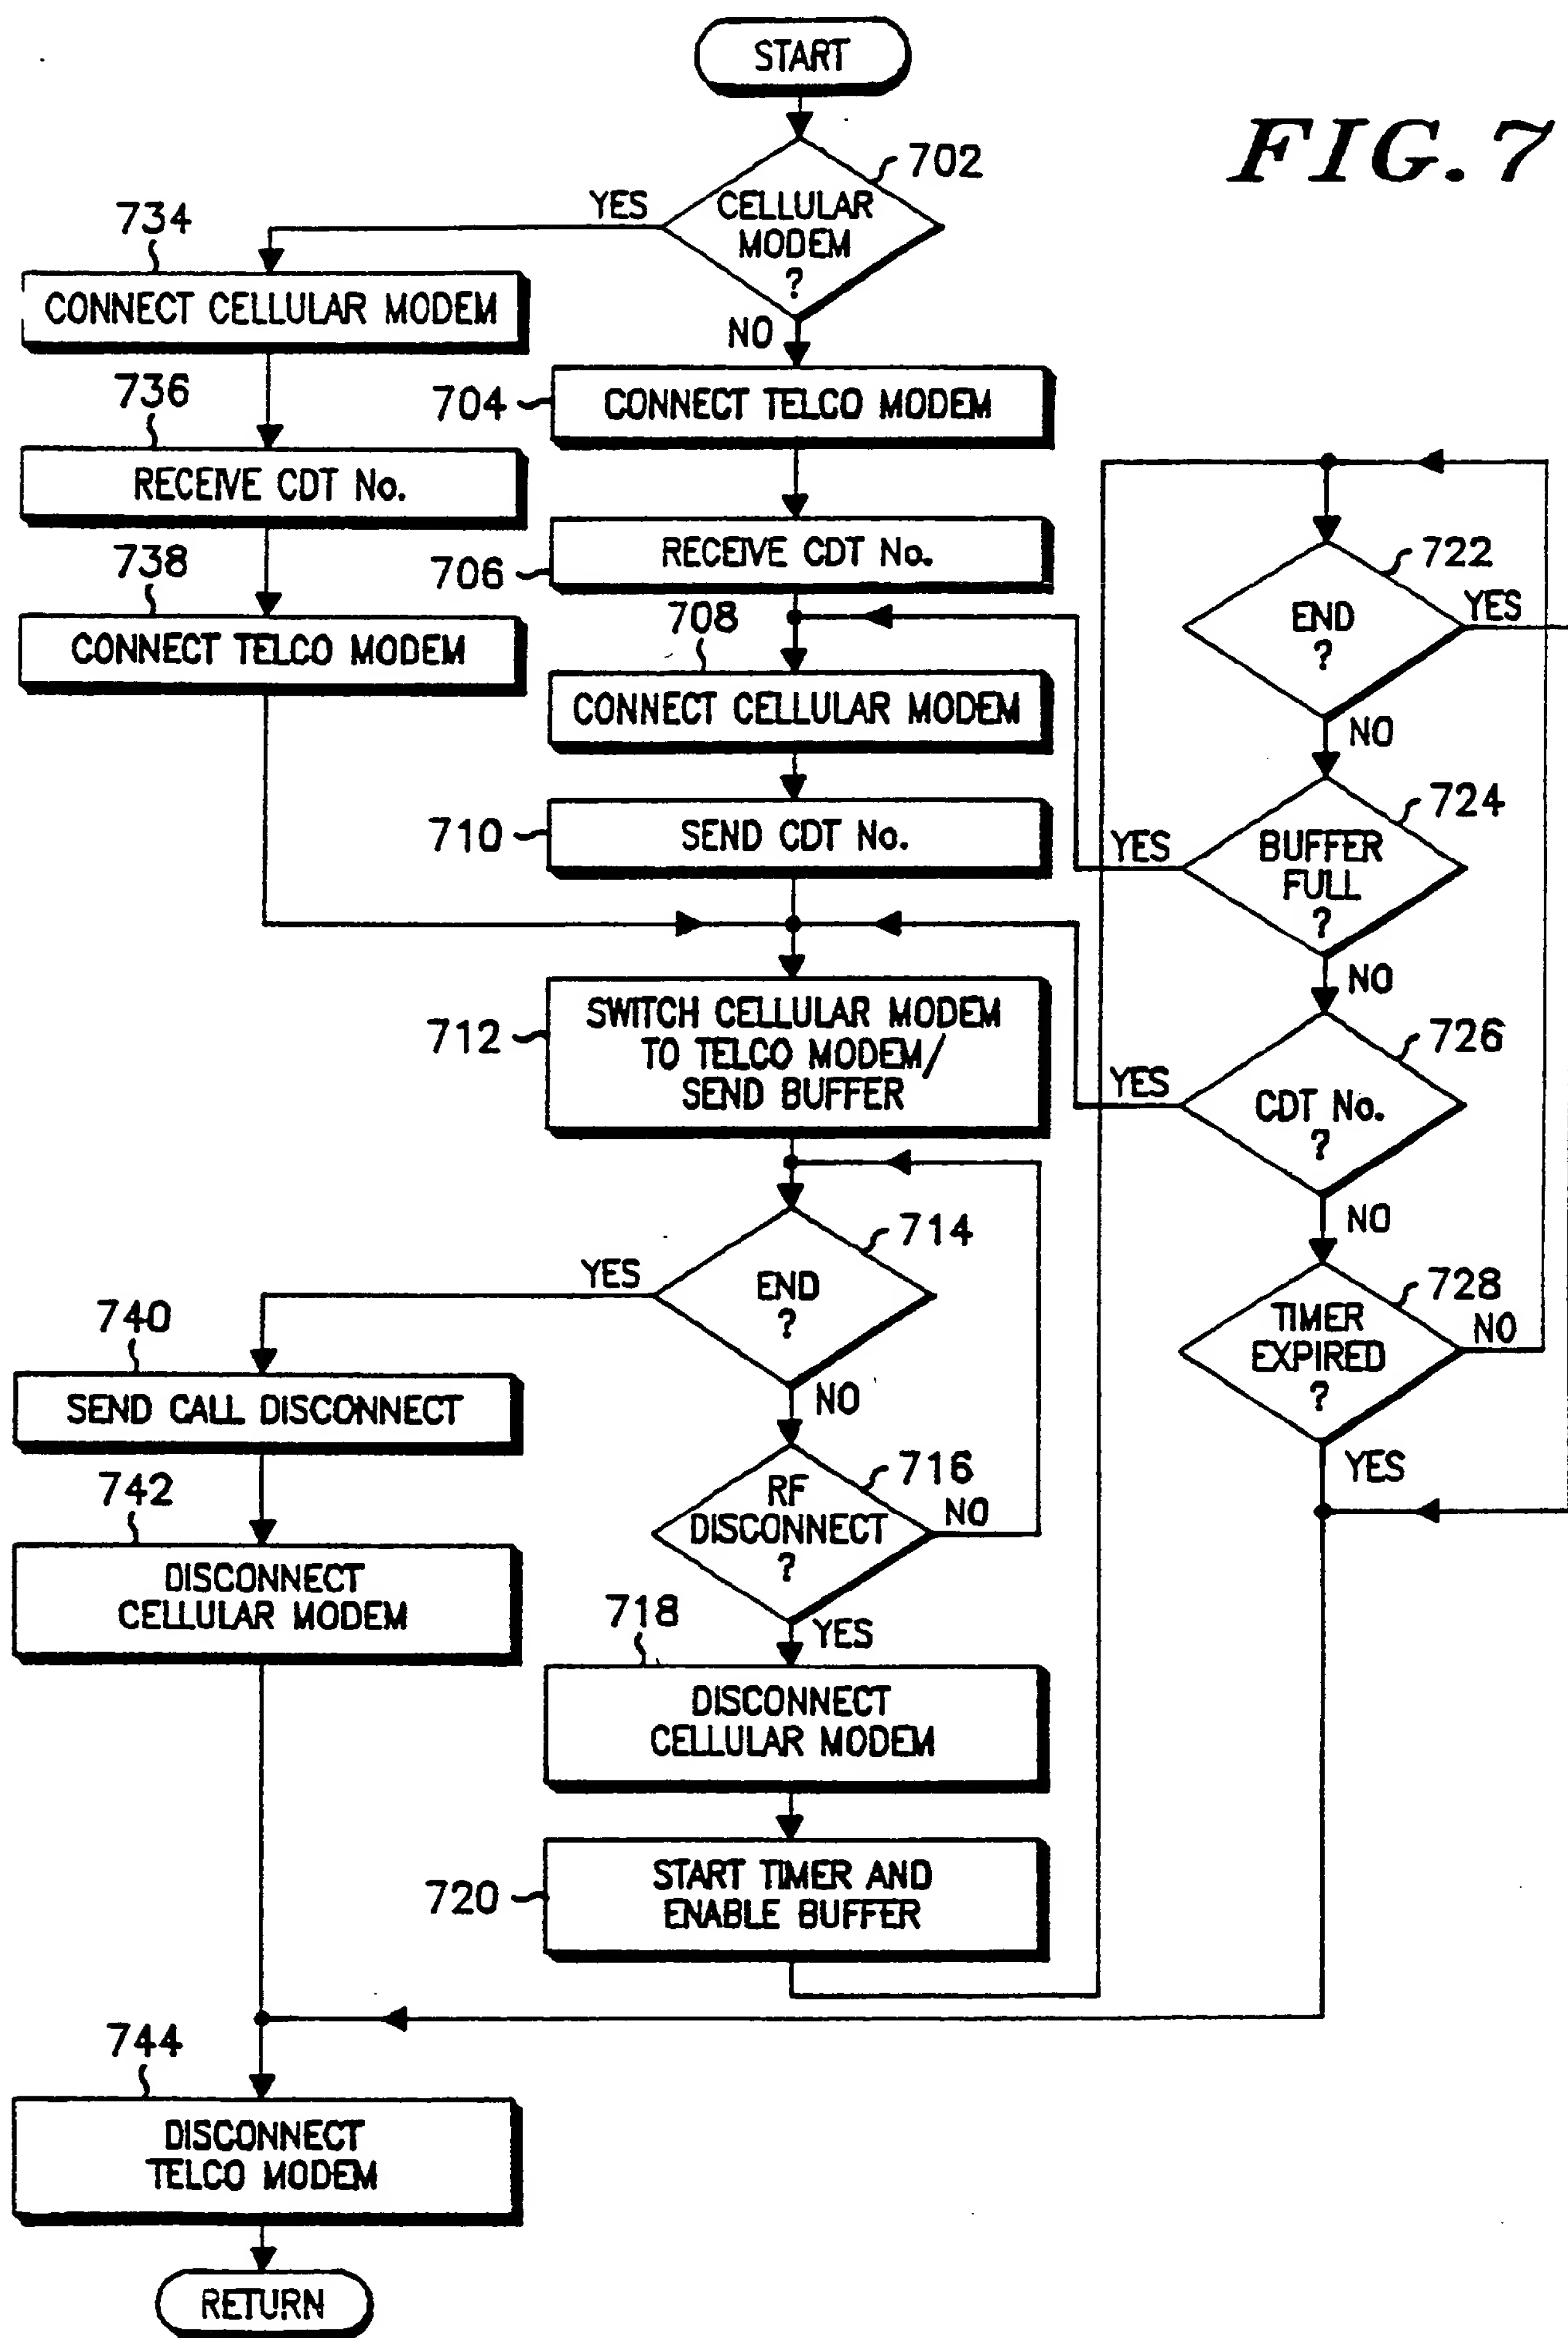 START
FIG. 7
702
CELLULAR
MODEM
?
YES
NO
734
CONNECT CELLULAR MODEM
704
CONNECT TELCO MODEM
736
RECEIVE CDT No.
706
RECEIVE CDT No.
738
CONNECT TELCO MODEM
708
CONNECT CELLULAR MODEM
710
SEND CDT No.
712
SWITCH CELLULAR MODEM
TO TELCO MODEM/
SEND BUFFER
714
END
?
YES
NO
716
RF
DISCONNECT
?
NO
YES
718
DISCONNECT
CELLULAR MODEM
720
START TIMER AND
ENABLE BUFFER
722
END
?
YES
NO
724
BUFFER
FULL
?
YES
NO
726
CDT No.
?
YES
NO
728
TIMER
EXPIRED
?
NO
YES
740
SEND CALL DISCONNECT
742
DISCONNECT
CELLULAR MODEM
744
DISCONNECT
TELCO MODEM
RETURN